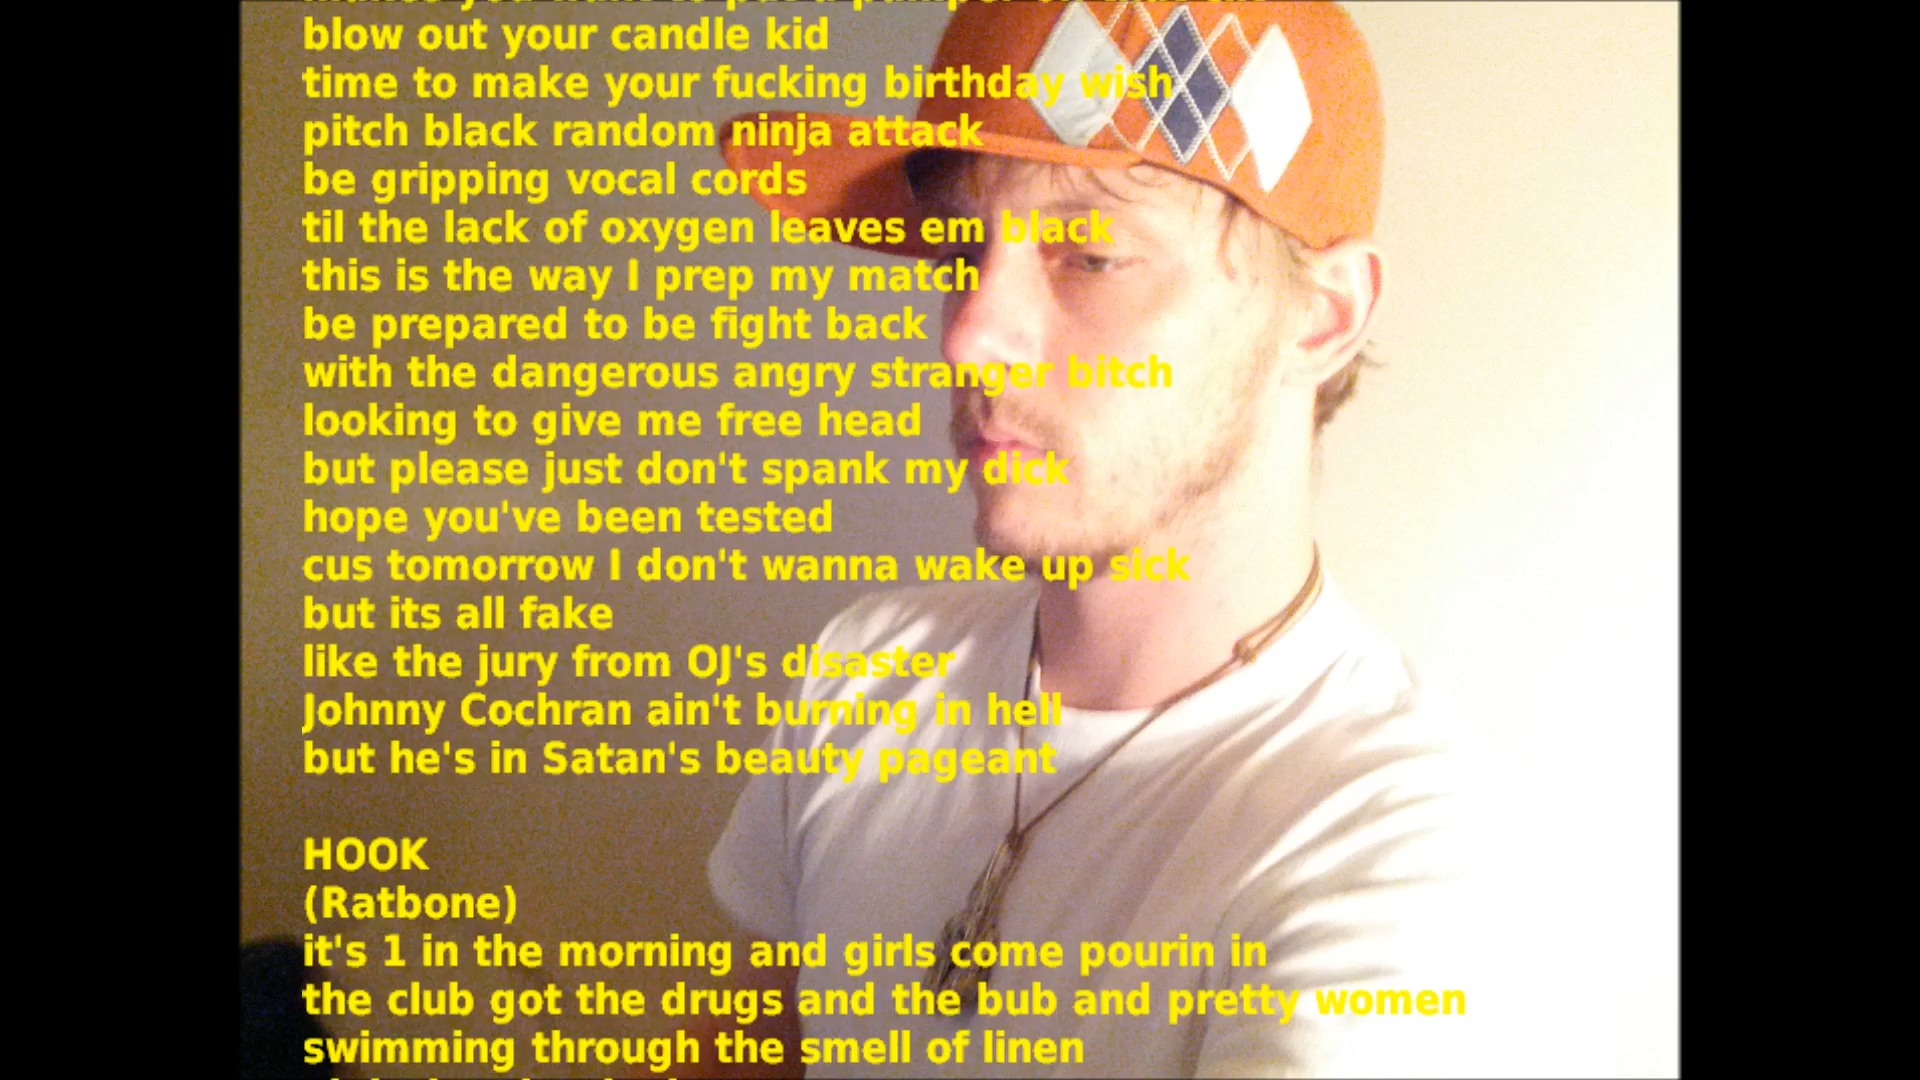 blow out your candle kid
time to make your fucking birthday wish
pitch black random ninja attack
be gripping vocal cords
til the lack of oxygen leaves em black
this is the way I prep my match
be prepared to be fight back
with the dangerous angry stranger bitch
looking to give me free head
but please just don't spank my dick
hope you've been tested
cus tomorrow I don't wanna wake up sick
but its all fake
like the jury from OJ's disaster
Johnny Cochran ain't burning in hell
but he's in Satan's beauty pageant
HOOK
(Ratbone)
it's 1 in the morning and girls come pourin in
the club got the drugs and the bub and pretty women
swimming through the smell of linen